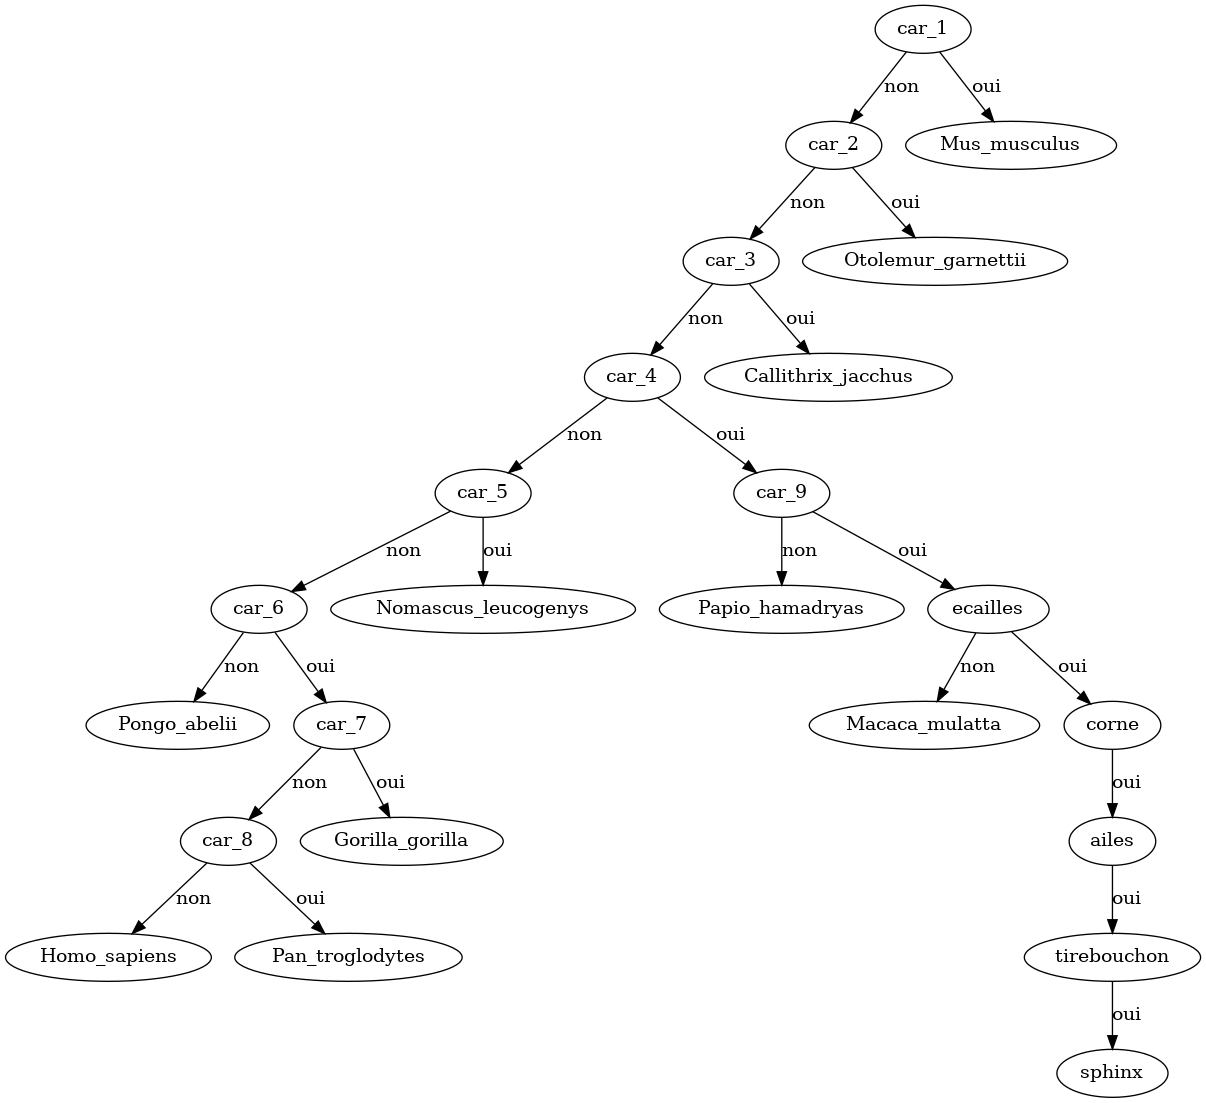 car_1
non
oui
car_2
Mus_musculus
non
oui
car_3
Otolemur_garnettii
non
oui
car_4
Callithrix_jacchus
non
oui
car_5
car_9
non
oui
non
oui
car_6
Nomascus_leucogenys
Papio_hamadryas
ecailles
non
oui
non
oui
Pongo_abelii
car_7
Macaca_mulatta
corne
non
oui
oui
car_8
Gorilla_gorilla
ailes
non
oui
oui
Homo_sapiens
Pan_troglodytes
tirebouchon
oui
sphinx